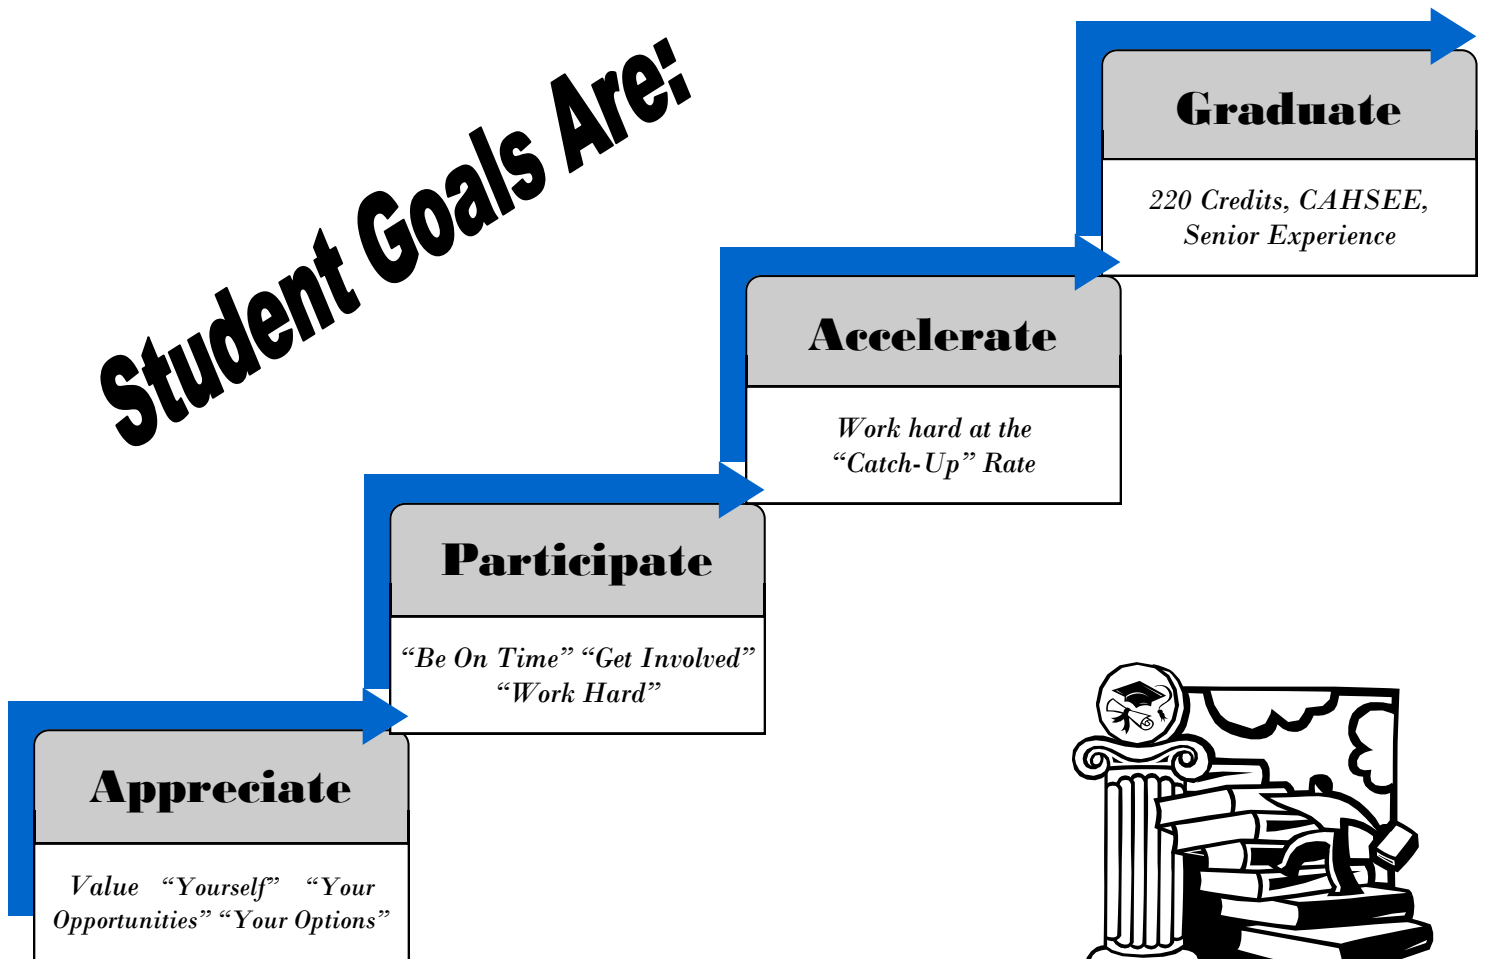 Student Goals Are:
Graduate
220 Credits, CAHSEE,
Senior Experience
Accelerate
Work hard at the
“Catch-Up” Rate
Participate
“Be On Time” “Get Involved”
“Work Hard”
Appreciate
Value “Yourself” “Your
Opportunities” “Your Options”